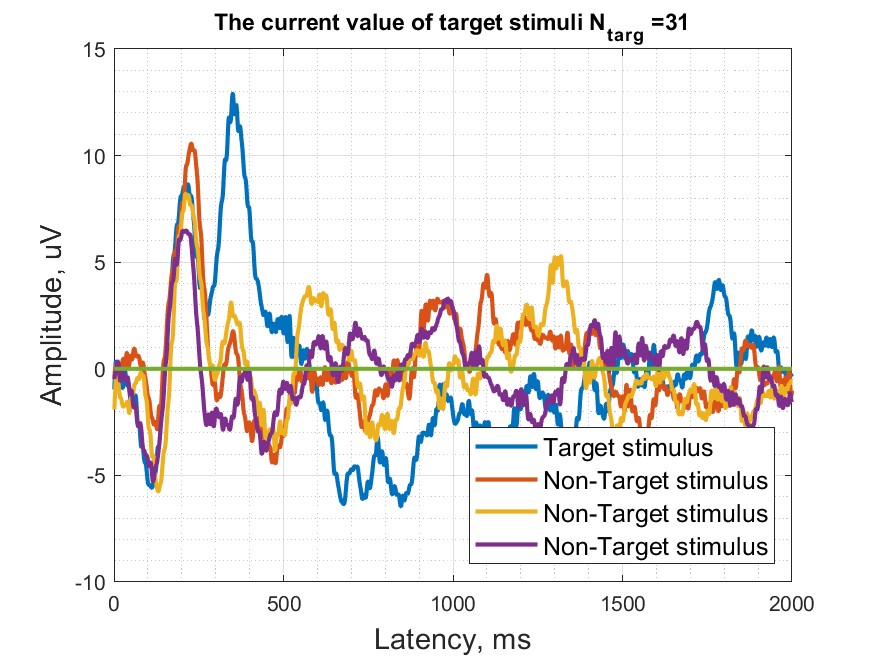 The current value of target stimuli N_targ =31
15
10
5
0
-5
-10
Amplitude, uV
Target stimulus
Non-Target stimulus
Non-Target stimulus
Non-Target stimulus
0 500 1000 1500 2000
Latency, ms